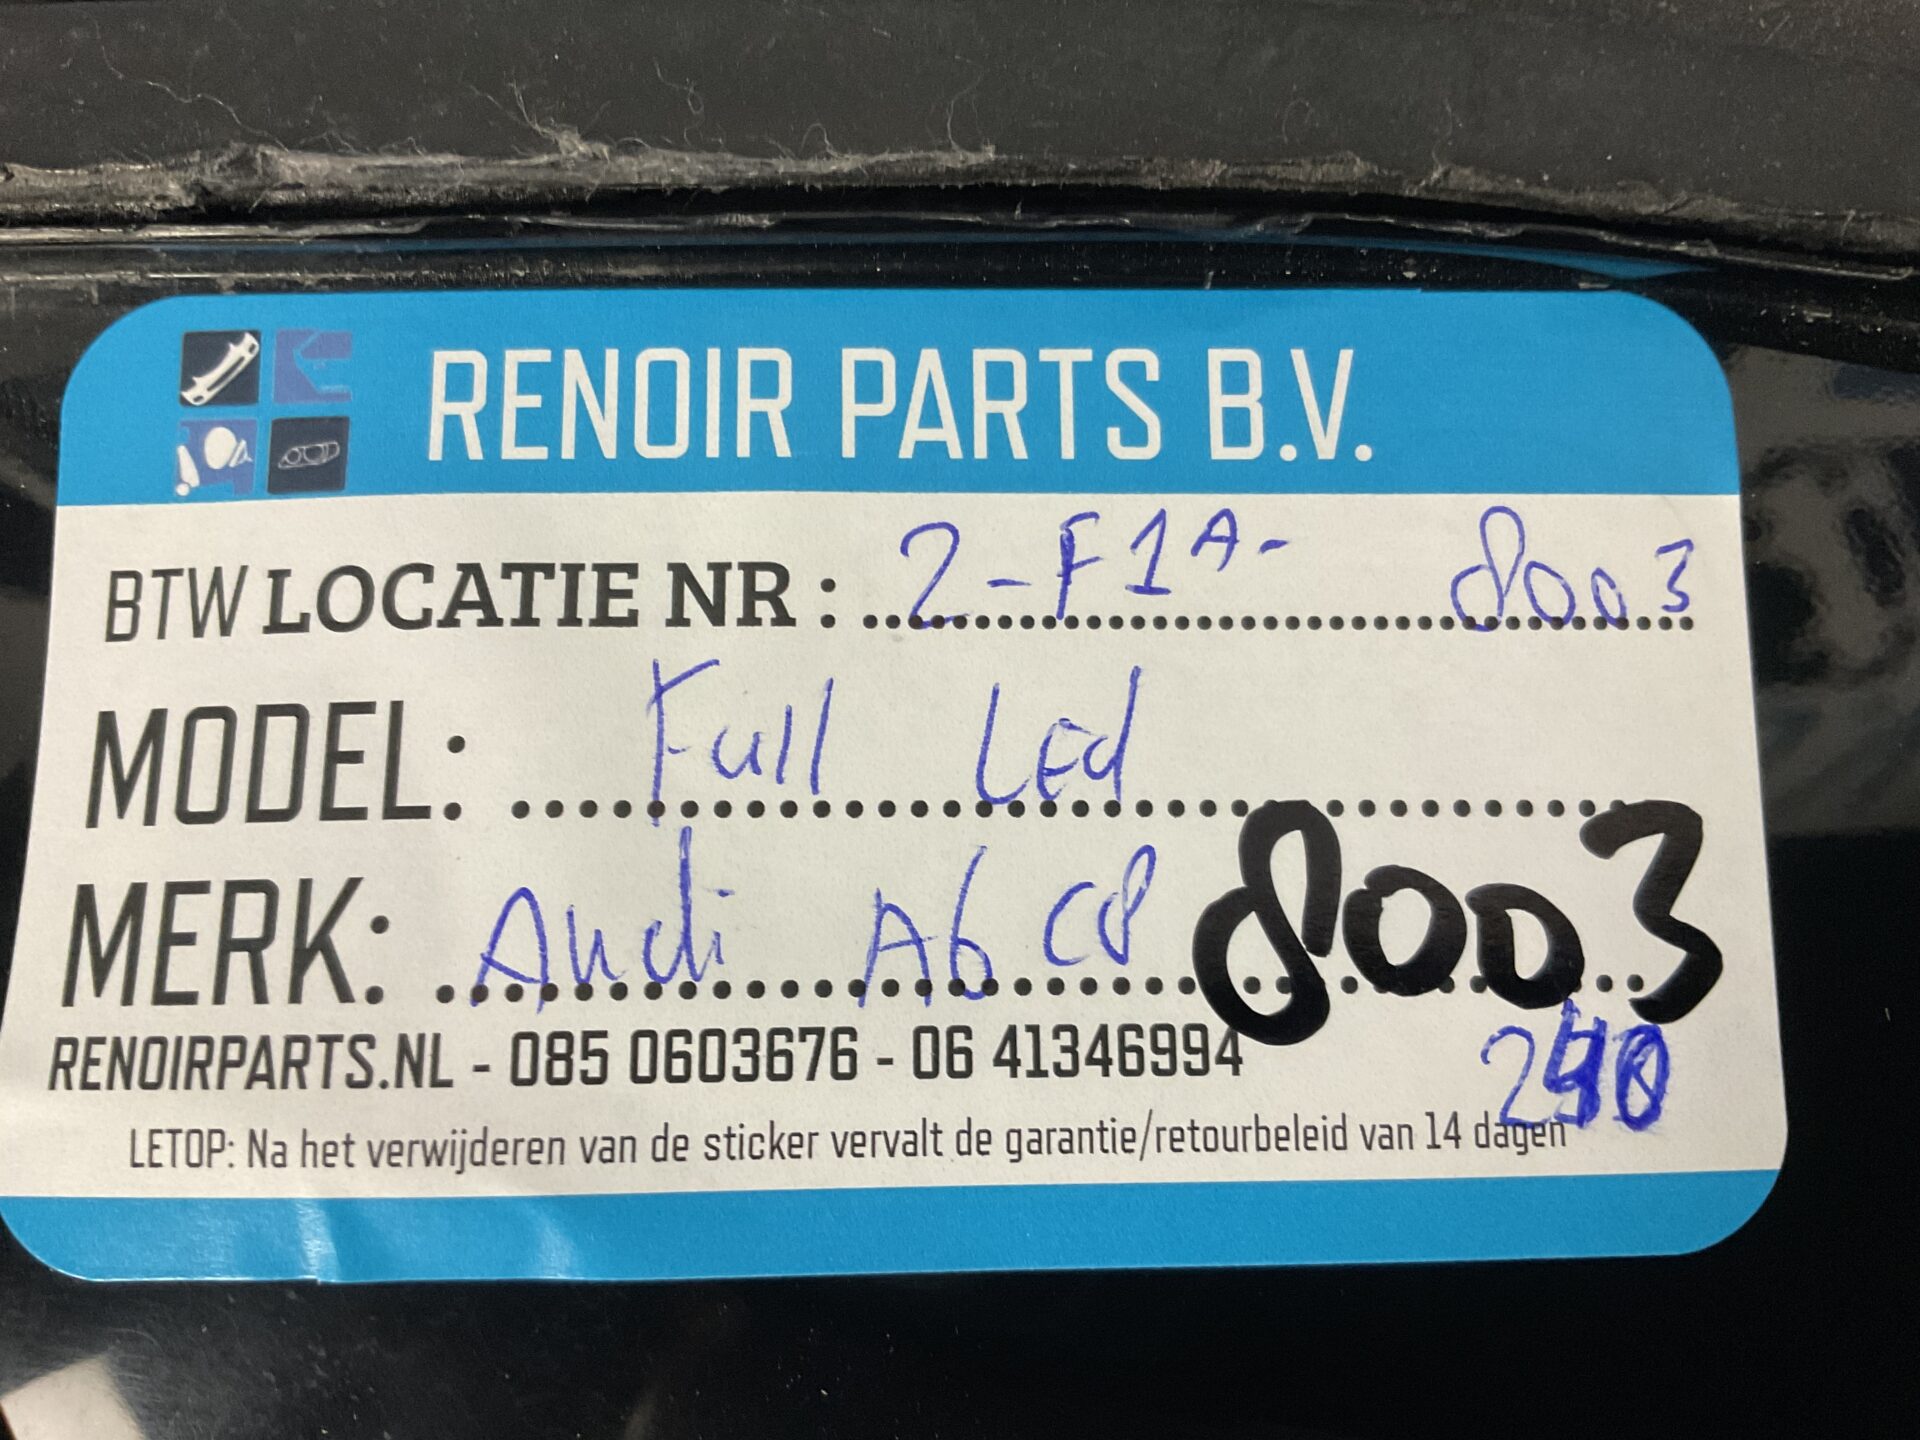 RENOIR PARTS B.V.
BTW LOCATIE NR : 2-F1A- 8003
MODEL: Full Led
MERK: Audi A6 C8 8003
RENOIRPARTS.NL - 085 0603676 - 06 41346994
LETOP: Na het verwijderen van de sticker vervalt de garantie/retourbeleid van 14 dagen